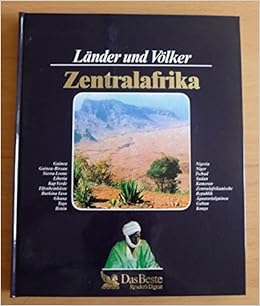 Länder und Völker
Zentralafrika
Guinea
Guinea-Bissau
Sierra Leone
Liberia
Kap Verde
Elfenbeinküste
Burkina Faso
Ghana
Togo
Benin
Nigeria
Niger
Tschad
Sudan
Kamerun
Zentralafrikanische
Republik
Äquatorialguinea
Gabun
Kongo
Das Beste
Reader's Digest